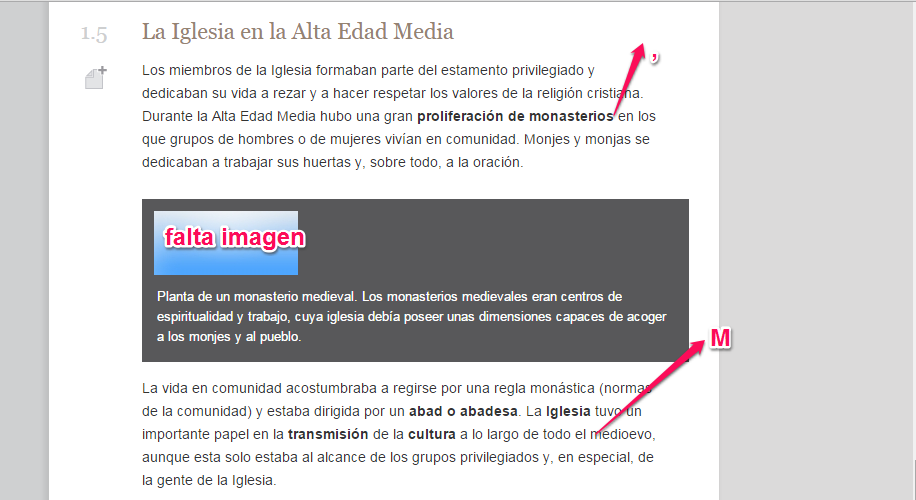 1.5 La Iglesia en la Alta Edad Media
,
Los miembros de la Iglesia formaban parte del estamento privilegiado y
dedicaban su vida a rezar y a hacer respetar los valores de la religión cristiana.
Durante la Alta Edad Media hubo una gran proliferación de monasterios en los
que grupos de hombres o de mujeres vivían en comunidad. Monjes y monjas se
dedicaban a trabajar sus huertas y, sobre todo, a la oración.
falta imagen
Planta de un monasterio medieval. Los monasterios medievales eran centros de
espiritualidad y trabajo, cuya iglesia debía poseer unas dimensiones capaces de acoger
a los monjes y al pueblo.
M
La vida en comunidad acostumbraba a regirse por una regla monástica (normas
de la comunidad) y estaba dirigida por un abad o abadesa. La Iglesia tuvo un
importante papel en la transmisión de la cultura a lo largo de todo el medioevo,
aunque esta solo estaba al alcance de los grupos privilegiados y, en especial, de
la gente de la Iglesia.